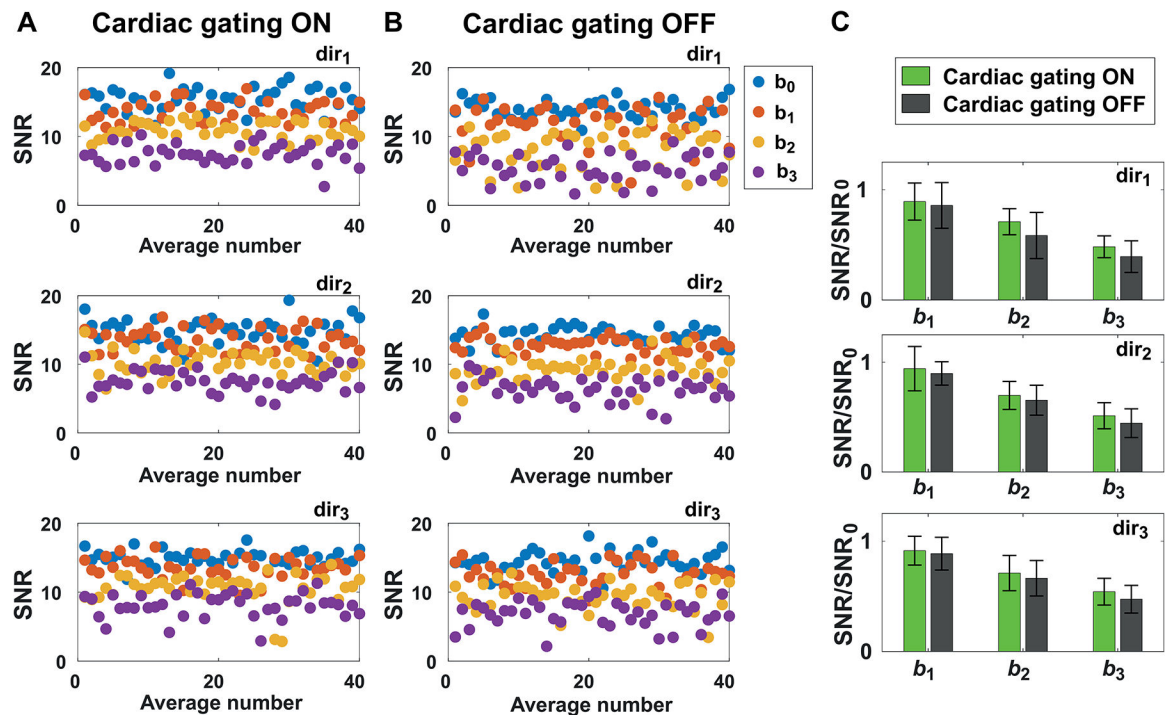 A Cardiac gating ON
B Cardiac gating OFF
dir1
20
10
0
SNR
0 20 40
Average number
dir1
20
10
0
SNR
0 20 40
Average number
b0
b1
b2
b3
dir2
20
10
0
SNR
0 20 40
Average number
dir2
20
10
0
SNR
0 20 40
Average number
dir3
20
10
0
SNR
0 20 40
Average number
dir3
20
10
0
SNR
0 20 40
Average number
C
Cardiac gating ON
Cardiac gating OFF
dir1
1
0
SNR/SNR0
b1 b2 b3
dir2
1
0
SNR/SNR0
b1 b2 b3
dir3
1
0
SNR/SNR0
b1 b2 b3